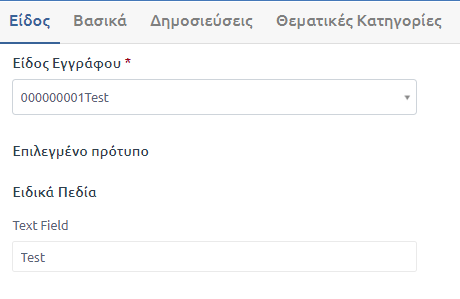 Είδος Βασικά Δημοσιεύσεις Θεματικές Κατηγορίες
Είδος Εγγράφου *
000000001Test
Επιλεγμένο πρότυπο
Ειδικά Πεδία
Text Field
Test